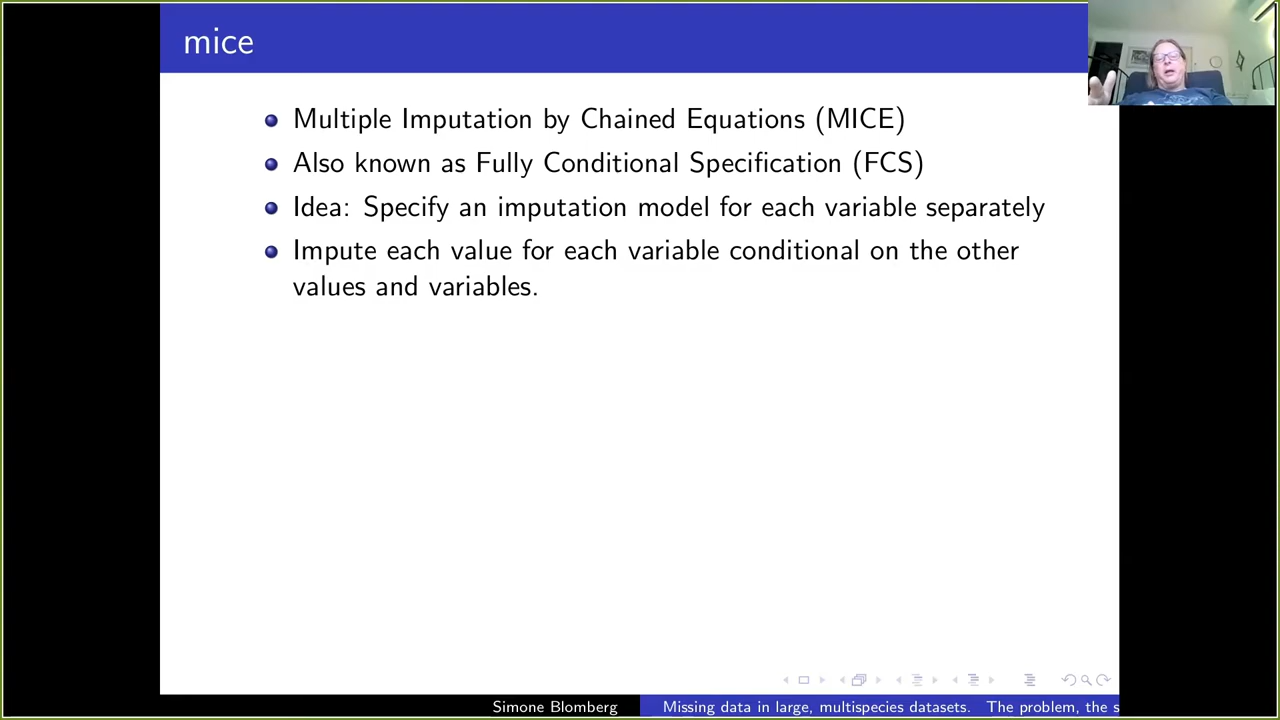 mice
Multiple Imputation by Chained Equations (MICE)
Also known as Fully Conditional Specification (FCS)
Idea: Specify an imputation model for each variable separately
Impute each value for each variable conditional on the other
values and variables.
Simone Blomberg
Missing data in large, multispecies datasets. The problem, the s